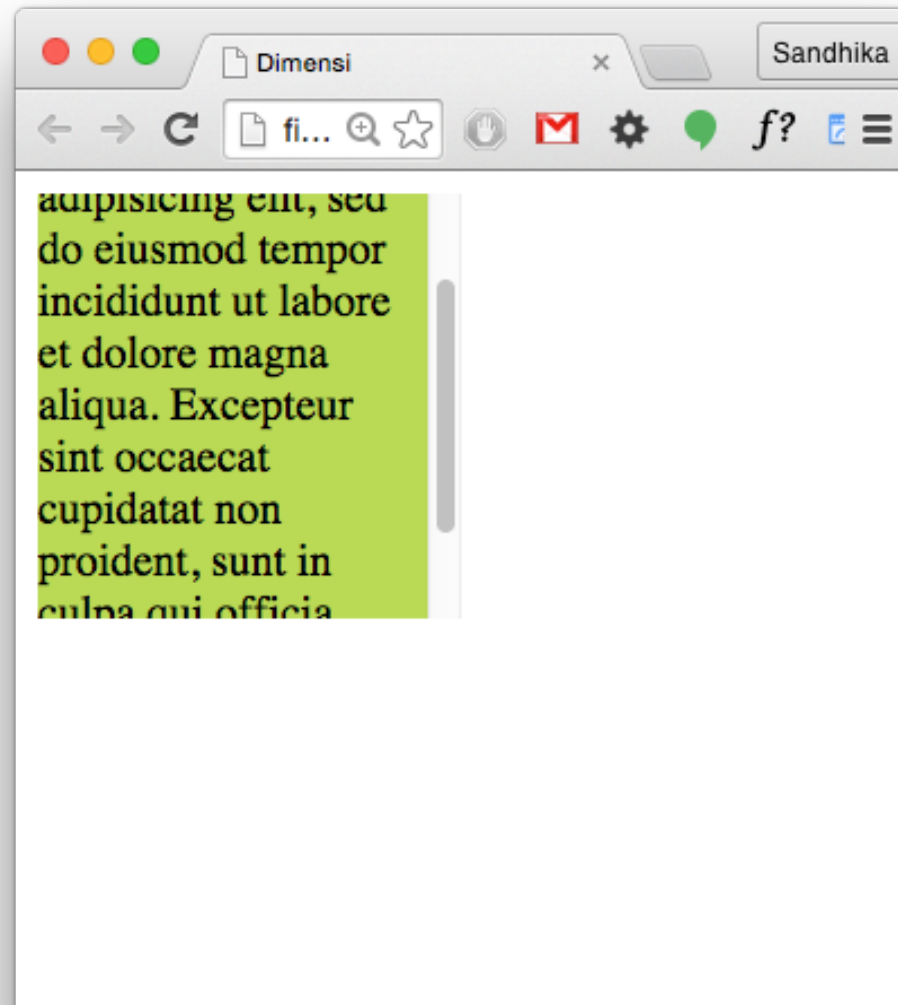 Dimensi
Sandhika
fi...
f?
adipisicing elit, sed
do eiusmod tempor
incididunt ut labore
et dolore magna
aliqua. Excepteur
sint occaecat
cupidatat non
proident, sunt in
culpa qui officia